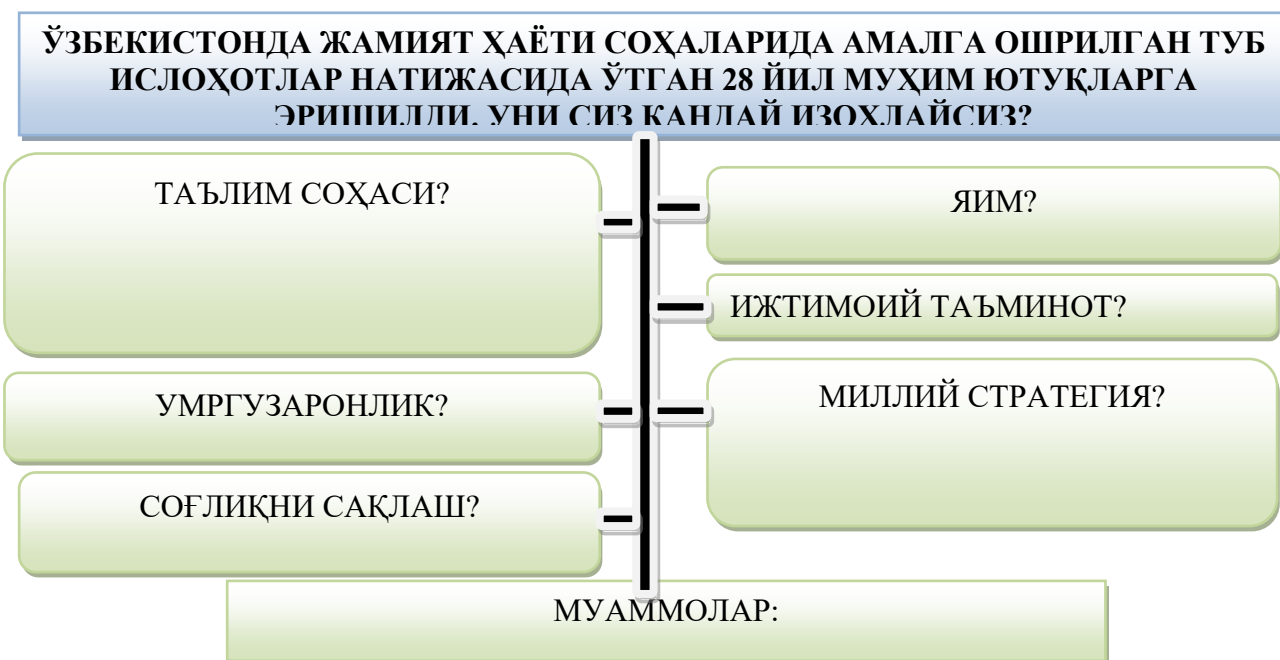 ЎЗБЕКИСТОНДА ЖАМИЯТ ҲАЁТИ СОҲАЛАРИДА АМАЛГА ОШРИЛГАН ТУБ
ИСЛОҲОТЛАР НАТИЖАСИДА ЎТГАН 28 ЙИЛ МУҲИМ ЮТУҚЛАРГА
ЭРИШИЛДИ. УНИ СИЗ ҚАНДАЙ ИЗОҲЛАЙСИЗ?
ТАЪЛИМ СОҲАСИ?
УМРГУЗАРОНЛИК?
СОҒЛИҚНИ САҚЛАШ?
ЯИМ?
ИЖТИМОИЙ ТАЪМИНОТ?
МИЛЛИЙ СТРАТЕГИЯ?
МУАММОЛАР: